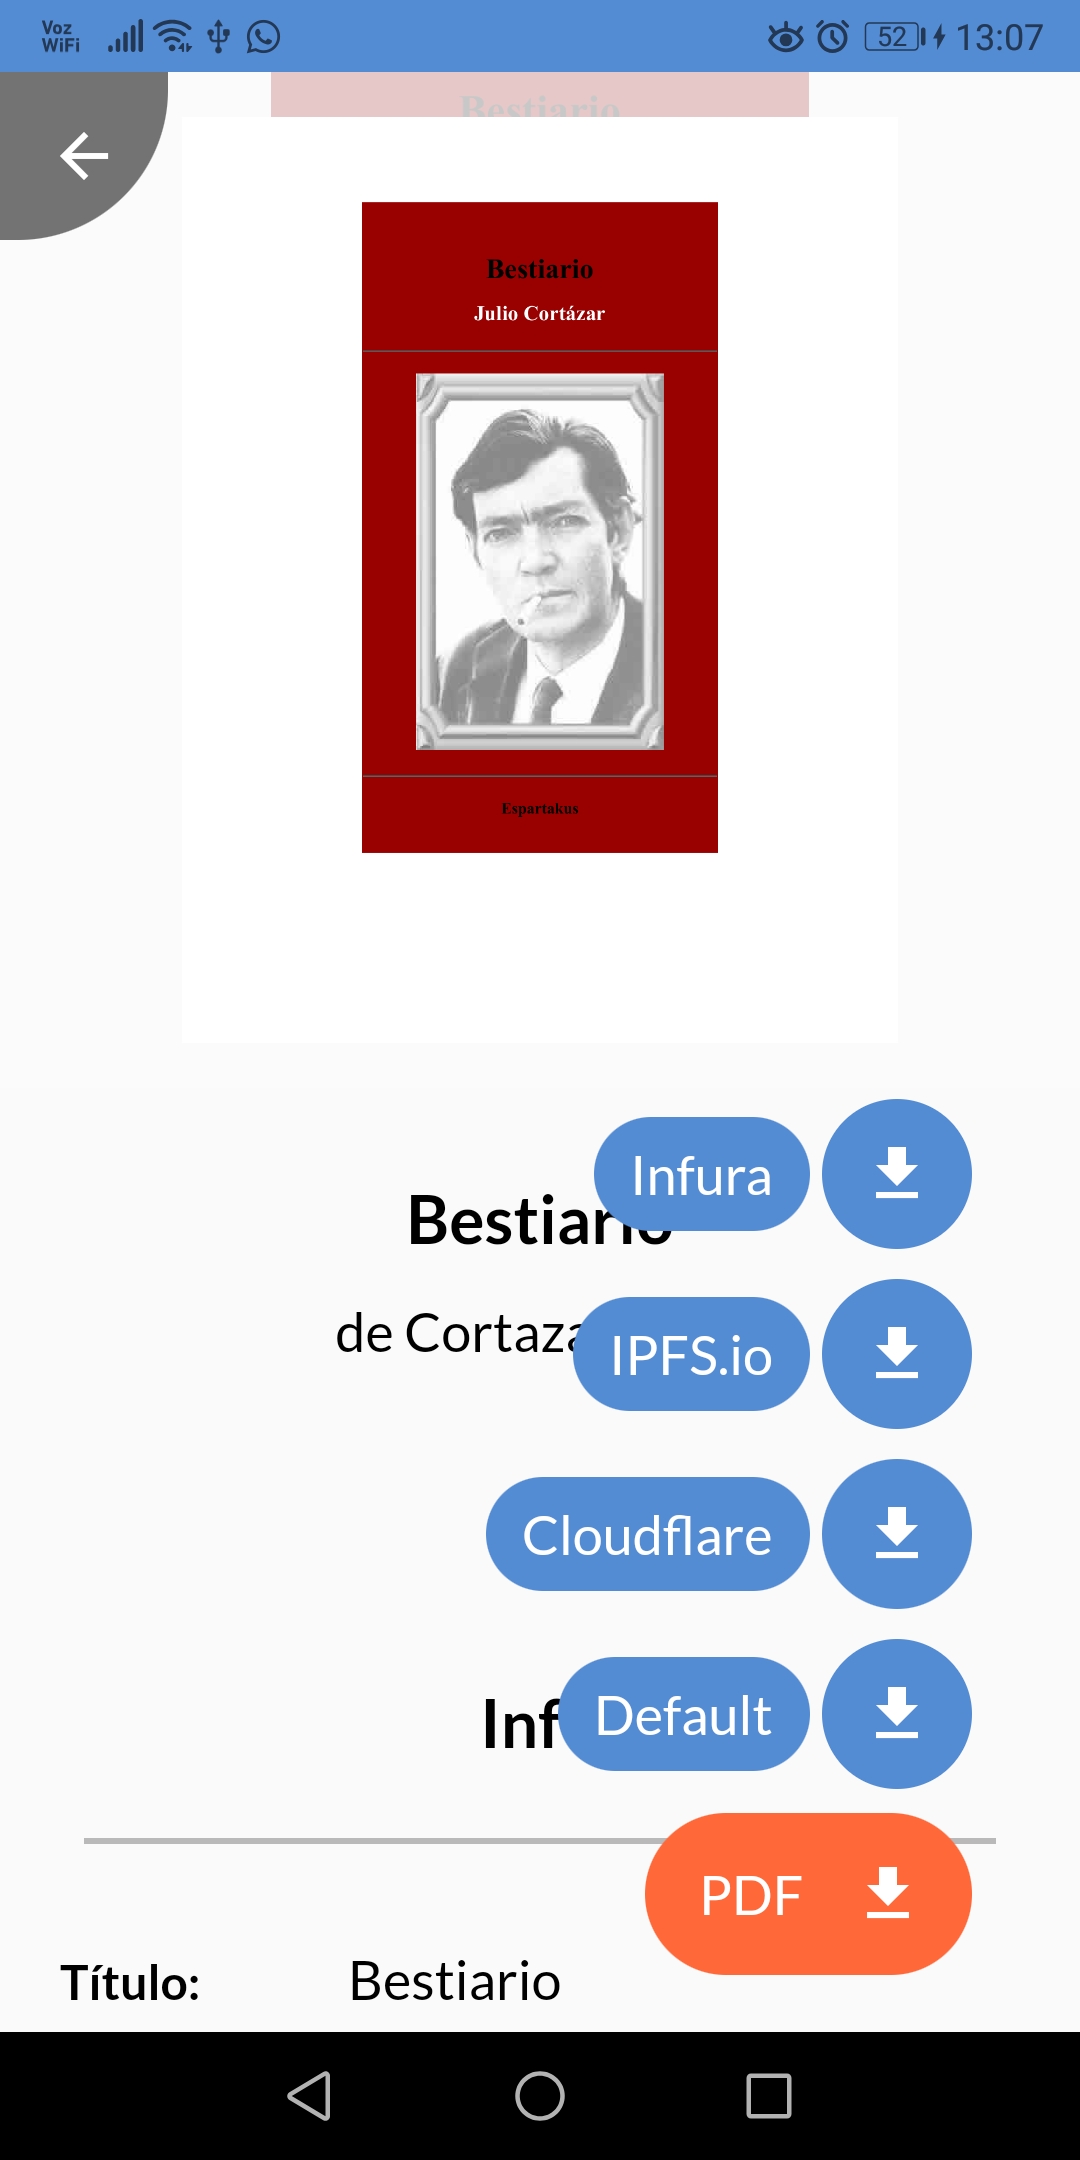 Voz
WiFi
52
13:07
Bestiario
Bestiario
Julio Cortázar
Espartakus
Infura
Bestiario
de Cortaza
IPFS.io
Cloudflare
Inf
Default
PDF
Título:
Bestiario